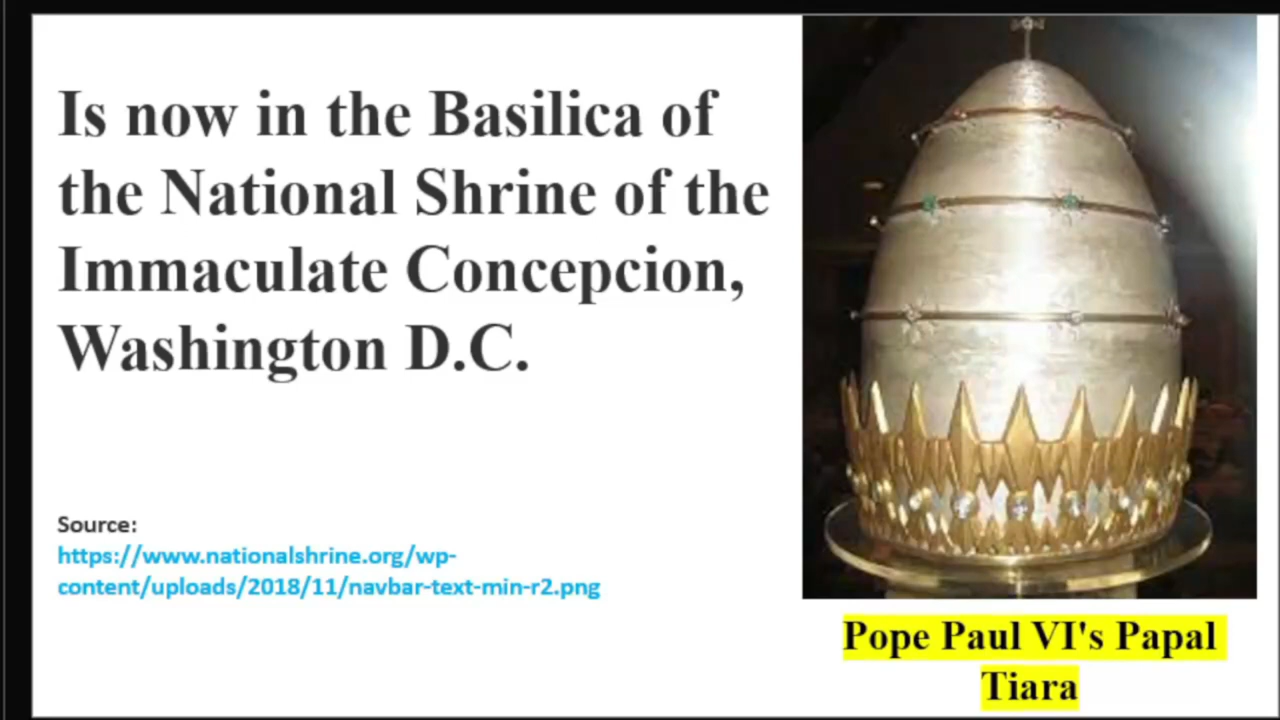 Is now in the Basilica of
the National Shrine of the
Immaculate Concepcion,
Washington D.C.
Source:
https://www.nationalshrine.org/wp-
content/uploads/2018/11/navbar-text-min-r2.png
Pope Paul VI's Papal
Tiara